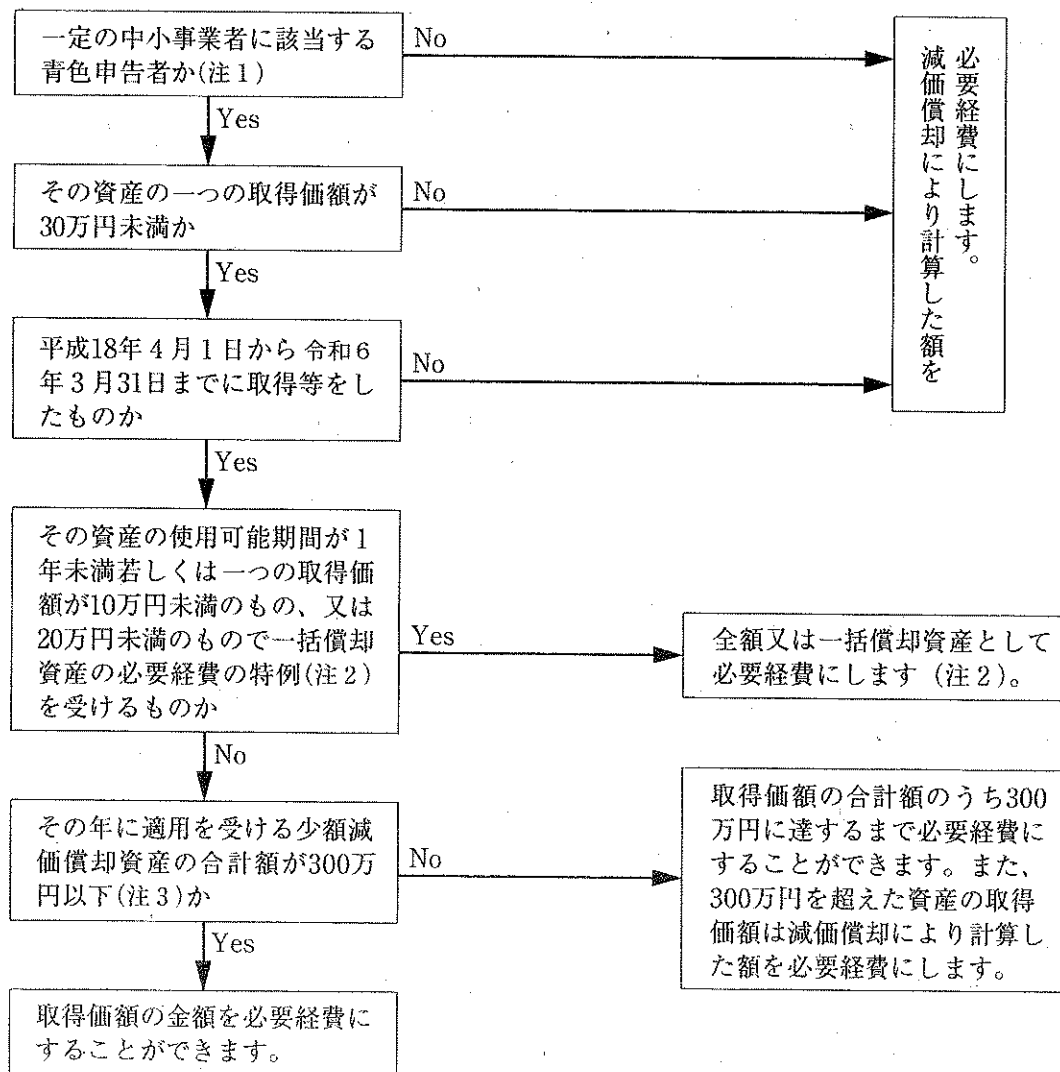 一定の中小事業者に該当する
青色申告者か(注1)
No
Yes
その資産の一つの取得価額が
30万円未満か
No
Yes
平成18年4月1日から令和6
年3月31日までに取得等をし
たものか
No
減価償却により計算した額を
必要経費にします。
Yes
その資産の使用可能期間が1
年未満若しくは一つの取得価
額が10万円未満のもの、又は
20万円未満のもので一括償却
資産の必要経費の特例(注2)
を受けるものか
Yes
全額又は一括償却資産として
必要経費にします(注2)。
No
その年に適用を受ける少額減
価償却資産の合計額が300万
円以下(注3)か
No
取得価額の合計額のうち300
万円に達するまで必要経費に
することができます。また、
300万円を超えた資産の取得
価額は減価償却により計算し
た額を必要経費にします。
Yes
取得価額の金額を必要経費に
することができます。